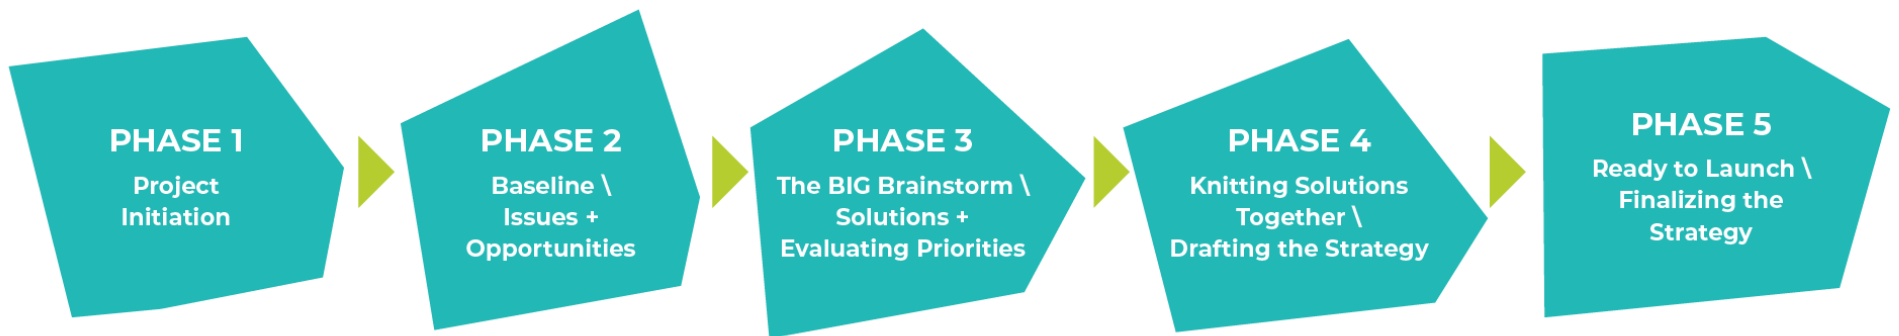 PHASE 1
Project
Initiation
PHASE 2
Baseline \
Issues +
Opportunities
PHASE 3
The BIG Brainstorm \
Solutions +
Evaluating Priorities
PHASE 4
Knitting Solutions
Together \
Drafting the Strategy
PHASE 5
Ready to Launch \
Finalizing the
Strategy